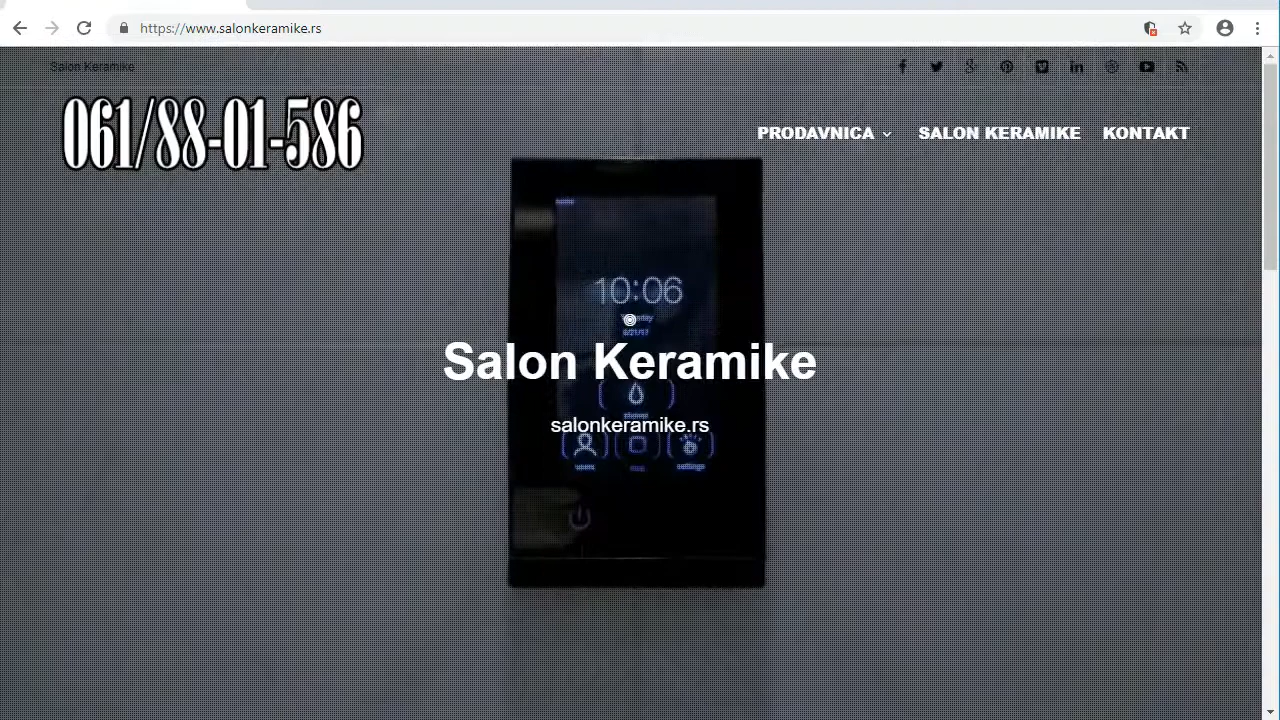 https://www.salonkeramike.rs
Salon Keramike
061/88-01-586
PRODAVNICA
SALON KERAMIKE
KONTAKT
10:06
Salon Keramike
salonkeramike.rs